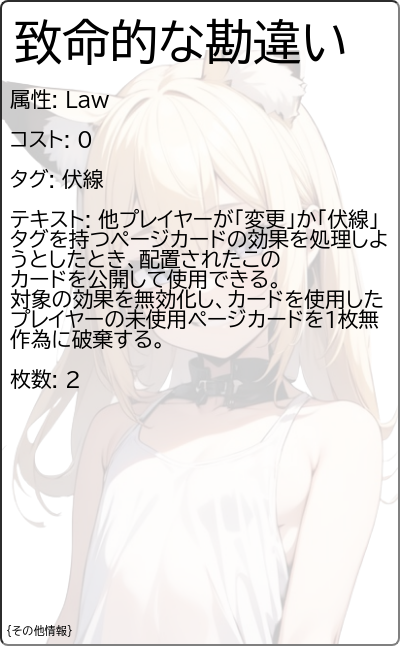 致命的な勘違い
属性: Law
コスト: 0
タグ: 伏線
テキスト: 他プレイヤーが「変更」か「伏線」
タグを持つページカードの効果を処理しよ
うとしたとき、配置されたこの
カードを公開して使用できる。
対象の効果を無効化し、カードを使用した
プレイヤーの未使用ページカードを1枚無
作為に破棄する。
枚数: 2
{その他情報}